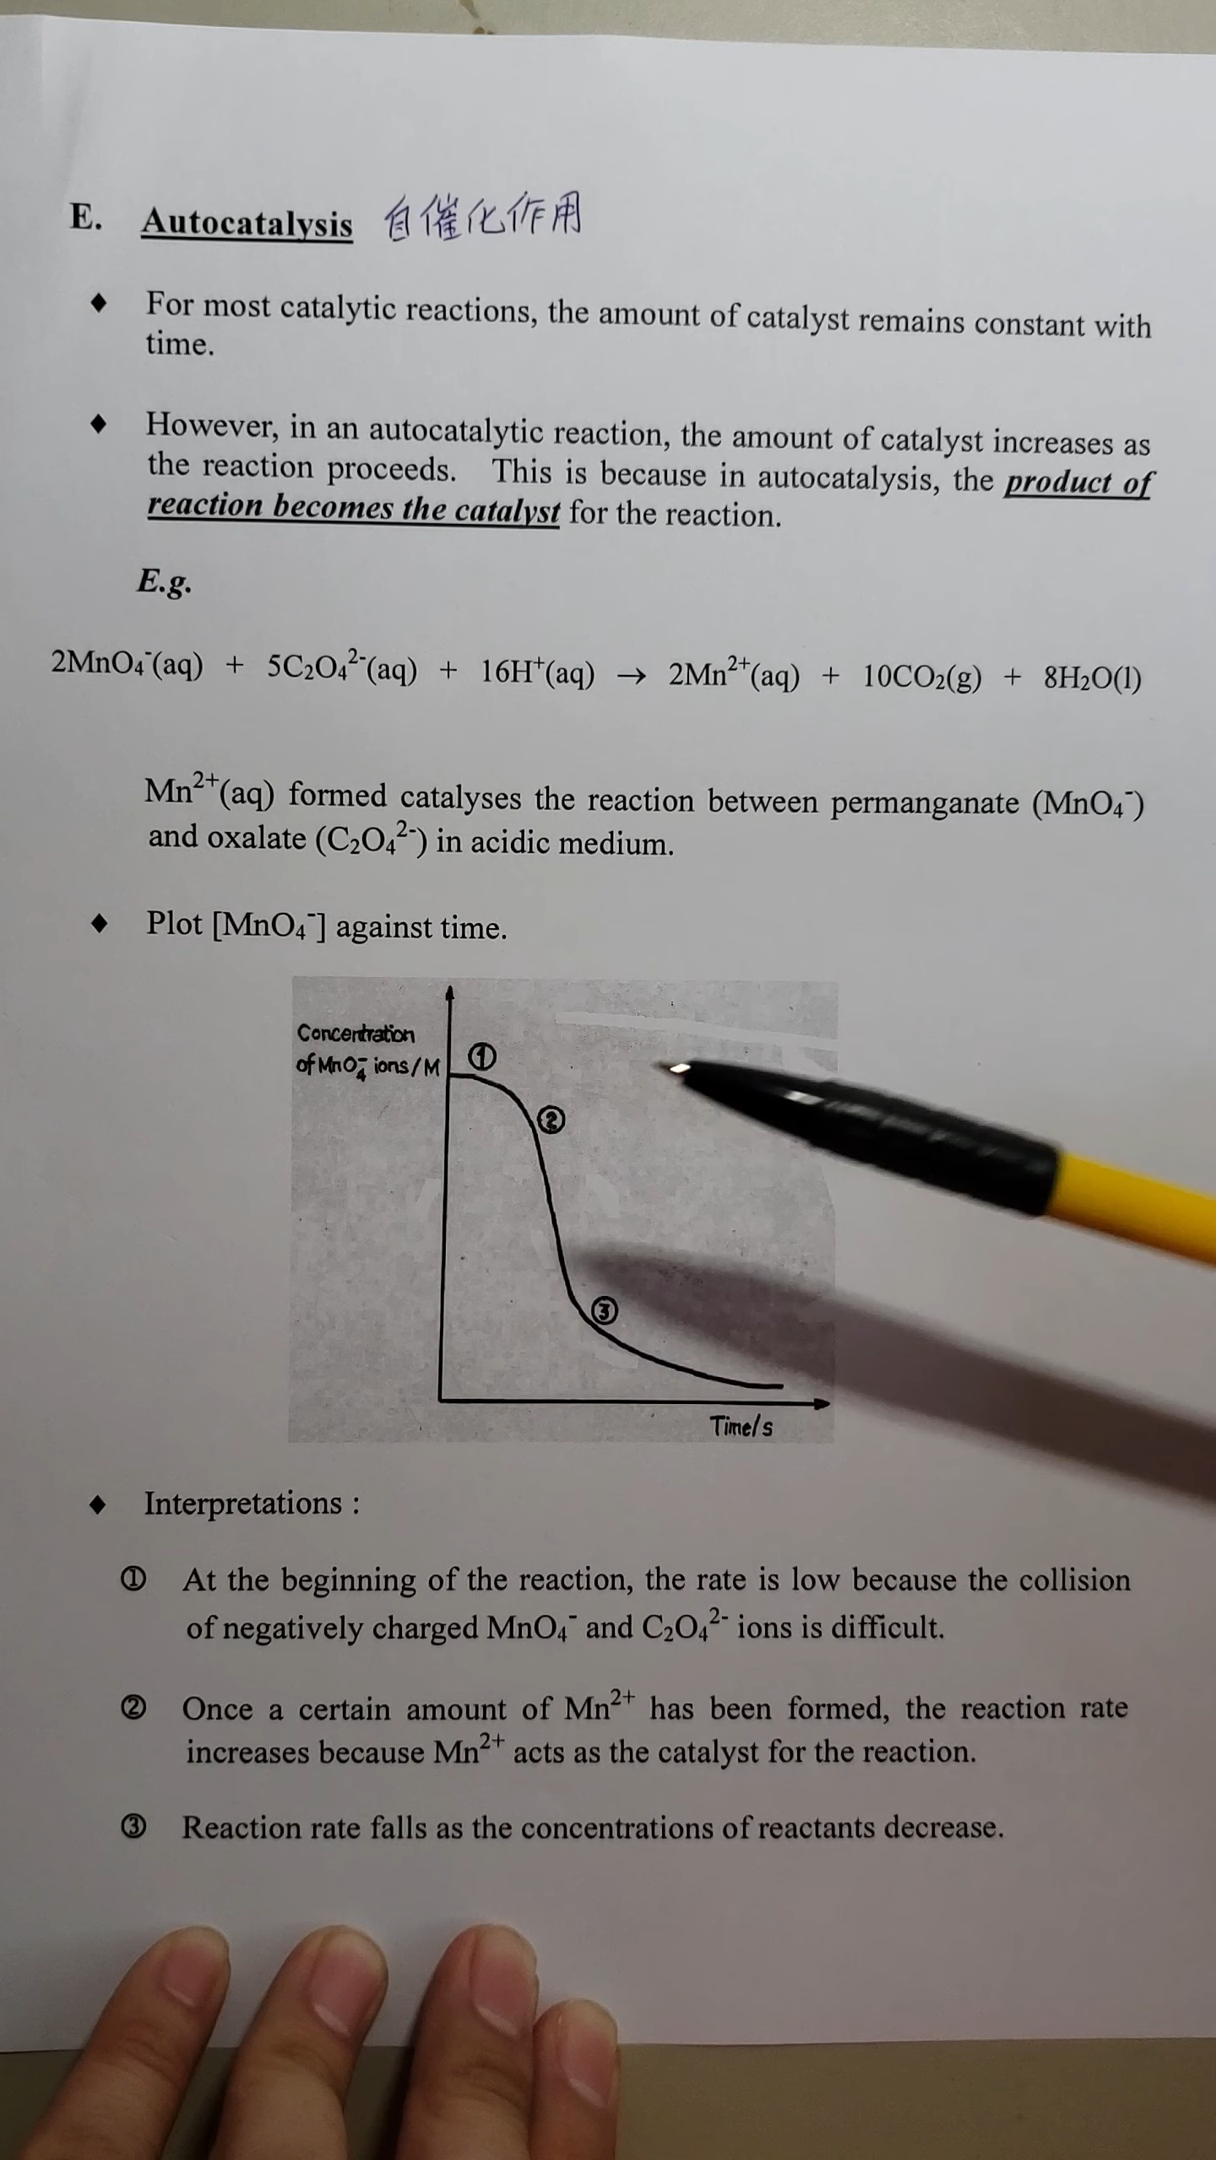 E. Autocatalysis 自催化作用
♦ For most catalytic reactions, the amount of catalyst remains constant with
time.
♦ However, in an autocatalytic reaction, the amount of catalyst increases as
the reaction proceeds. This is because in autocatalysis, the product of
reaction becomes the catalyst for the reaction.
E.g.
2MnO₄⁻(aq) + 5C₂O₄²⁻(aq) + 16H⁺(aq) → 2Mn²⁺(aq) + 10CO₂(g) + 8H₂O(l)
Mn²⁺(aq) formed catalyses the reaction between permanganate (MnO₄⁻)
and oxalate (C₂O₄²⁻) in acidic medium.
♦ Plot [MnO₄⁻] against time.
Concentration
of MnO₄⁻ ions/M
①
②
③
Time/s
♦ Interpretations :
① At the beginning of the reaction, the rate is low because the collision
of negatively charged MnO₄⁻ and C₂O₄²⁻ ions is difficult.
② Once a certain amount of Mn²⁺ has been formed, the reaction rate
increases because Mn²⁺ acts as the catalyst for the reaction.
③ Reaction rate falls as the concentrations of reactants decrease.